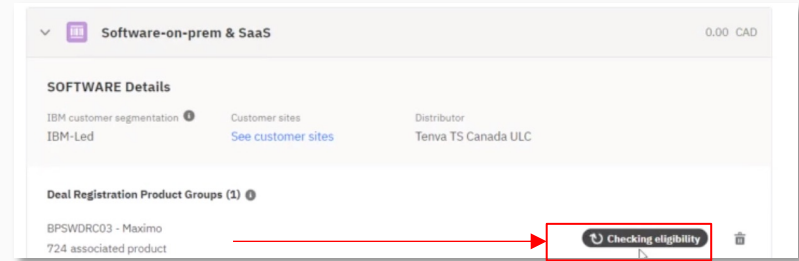 Software-on-prem & SaaS 0.00 CAD
SOFTWARE Details
IBM customer segmentation Customer sites Distributor
IBM-Led See customer sites Tenva TS Canada ULC
Deal Registration Product Groups (1)
BPSWDRC03 - Maximo
Checking eligibility
724 associated product